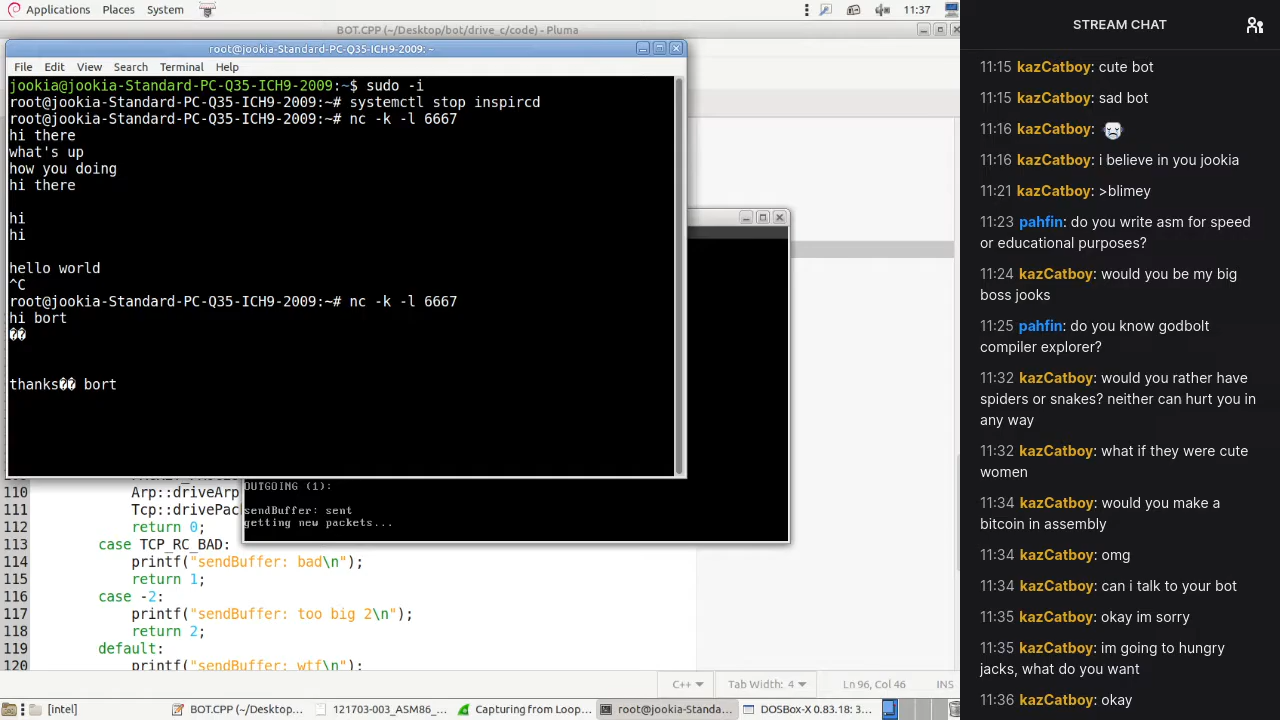 Applications Places System 11:37
BOT.CPP (~/Desktop/bot/drive_c/code) - Pluma
root@jookia-Standard-PC-Q35-ICH9-2009: ~
File Edit View Search Terminal Help
jookia@jookia-Standard-PC-Q35-ICH9-2009:~$ sudo -i
root@jookia-Standard-PC-Q35-ICH9-2009:~# systemctl stop inspircd
root@jookia-Standard-PC-Q35-ICH9-2009:~# nc -k -l 6667
hi there
what's up
how you doing
hi there
hi
hi
hello world
^C
root@jookia-Standard-PC-Q35-ICH9-2009:~# nc -k -l 6667
hi bort
��
thanks�� bort
OUTGOING (1):
sendBuffer: sent
getting new packets...
110 Arp::driveArp
111 Tcp::drivePac
112 return 0;
113 case TCP_RC_BAD:
114 printf("sendBuffer: bad\n");
115 return 1;
116 case -2:
117 printf("sendBuffer: too big 2\n");
118 return 2;
119 default:
120 printf("sendBuffer: wtf\n");
C++ Tab Width: 4 Ln 96, Col 46 INS
[intel] BOT.CPP (~/Desktop/... 121703-003_ASM86_... Capturing from Loop... root@jookia-Standa... DOSBox-X 0.83.18: 3...
STREAM CHAT
11:15 kazCatboy: cute bot
11:15 kazCatboy: sad bot
11:16 kazCatboy:
11:16 kazCatboy: i believe in you jookia
11:21 kazCatboy: >blimey
11:23 pahfin: do you write asm for speed
or educational purposes?
11:24 kazCatboy: would you be my big
boss jooks
11:25 pahfin: do you know godbolt
compiler explorer?
11:32 kazCatboy: would you rather have
spiders or snakes? neither can hurt you in
any way
11:32 kazCatboy: what if they were cute
women
11:34 kazCatboy: would you make a
bitcoin in assembly
11:34 kazCatboy: omg
11:34 kazCatboy: can i talk to your bot
11:35 kazCatboy: okay im sorry
11:35 kazCatboy: im going to hungry
jacks, what do you want
11:36 kazCatboy: okay